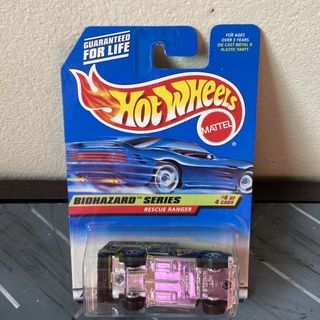 GUARANTEED
FOR LIFE
FOR AGES
OVER 3 YEARS.
DIE CAST METAL &
PLASTIC PARTS
HOT WHEELS
MATTEL
BIOHAZARD™ SERIES
RESCUE RANGER
#4 OF
4 CARS